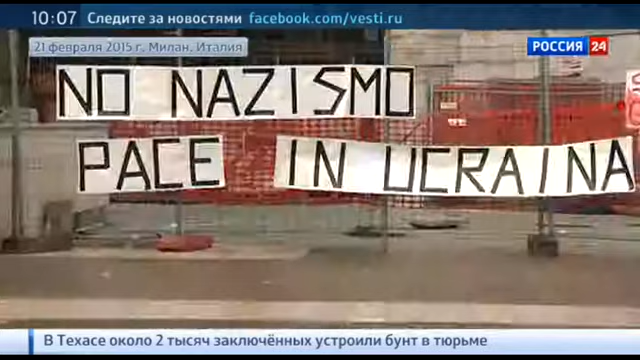 10:07 Следите за новостями facebook.com/vesti.ru
21 февраля 2015 г., Милан, Италия
РОССИЯ 24
NO NAZISMO
PACE IN UCRAINA
В Техасе около 2 тысяч заключённых устроили бунт в тюрьме